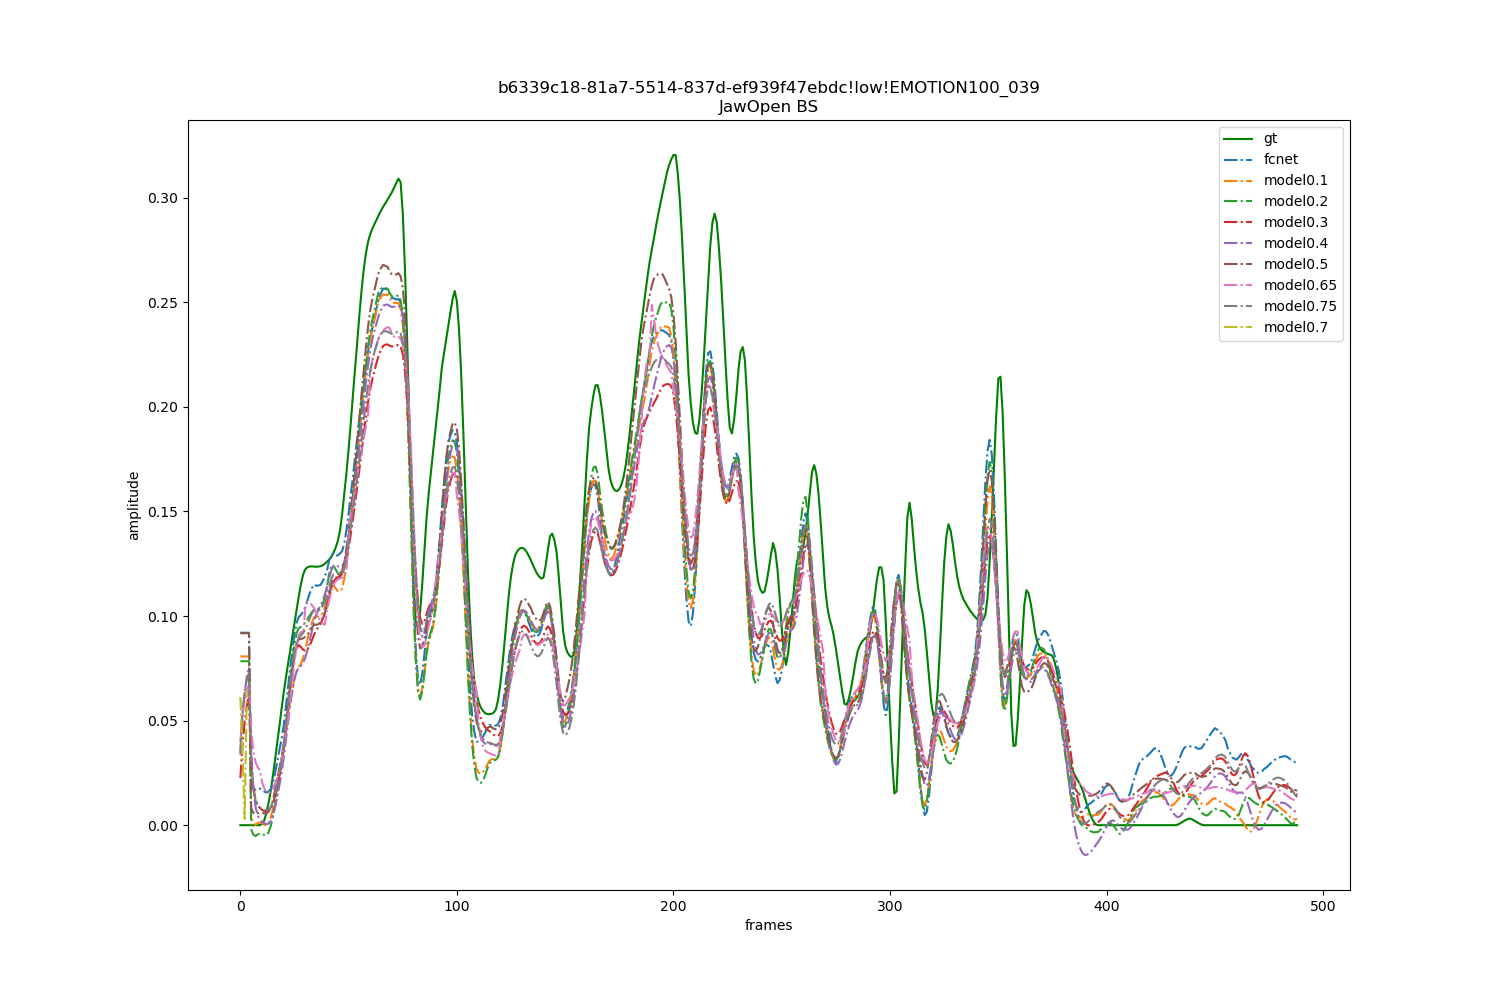 b6339c18-81a7-5514-837d-ef939f47ebdc!low!EMOTION100_039
JawOpen BS
gt
fcnet
model0.1
model0.2
model0.3
model0.4
model0.5
model0.65
model0.75
model0.7
amplitude
0.30
0.25
0.20
0.15
0.10
0.05
0.00
0
100
200
300
400
500
frames